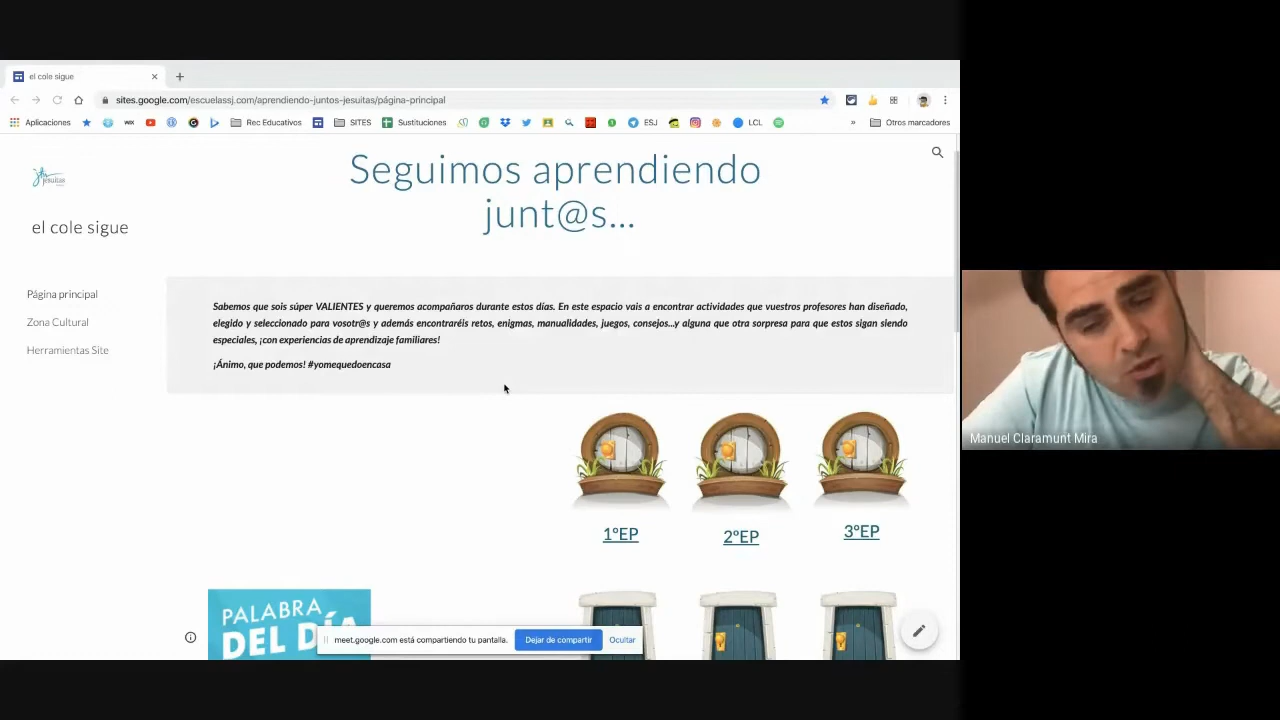 el cole sigue
sites.google.com/escuelassj.com/aprendiendo-juntos-jesuitas/página-principal
Aplicaciones
WIX
Rec Educativos
SITES
Sustituciones
ESJ
LCL
»
Otros marcadores
jesuitas
el cole sigue
Página principal
Zona Cultural
Herramientas Site
Seguimos aprendiendo
junt@s...
Sabemos que sois súper VALIENTES y queremos acompañaros durante estos días. En este espacio vais a encontrar actividades que vuestros profesores han diseñado,
elegido y seleccionado para vosotr@s y además encontraréis retos, enigmas, manualidades, juegos, consejos...y alguna que otra sorpresa para que estos sigan siendo
especiales, ¡con experiencias de aprendizaje familiares!
¡Ánimo, que podemos! #yomequedoencasa
1ºEP
2ºEP
3ºEP
PALABRA
DEL DÍA
meet.google.com está compartiendo tu pantalla.
Dejar de compartir
Ocultar
Manuel Claramunt Mira